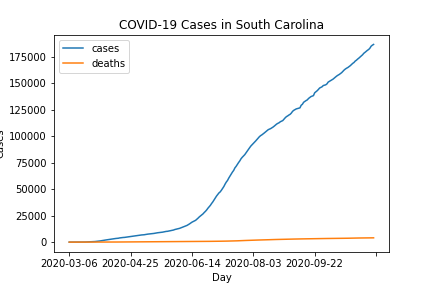 COVID-19 Cases in South Carolina
cases
deaths
175000
150000
125000
100000
75000
50000
25000
0
cases
2020-03-06 2020-04-25 2020-06-14 2020-08-03 2020-09-22
Day